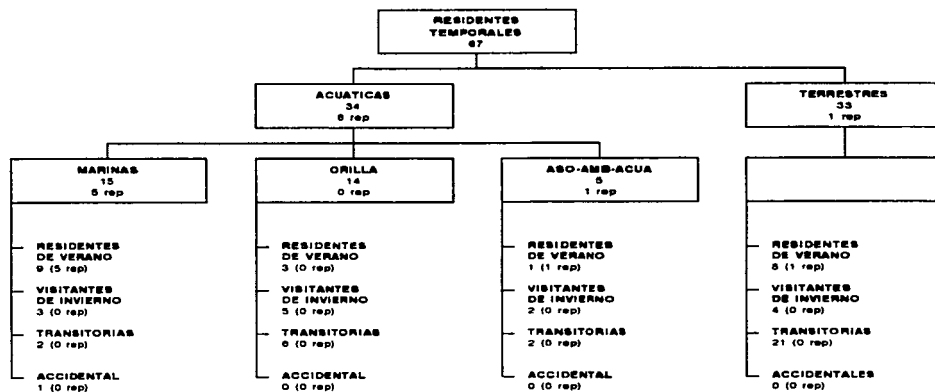 RESIDENTES
TEMPORALES
67
ACUATICAS
34
6 rep
TERRESTRES
33
1 rep
MARINAS
15
5 rep
ORILLA
14
0 rep
ASO-AMB-ACUA
5
1 rep
RESIDENTES
DE VERANO
9 (5 rep)
VISITANTES
DE INVIERNO
3 (0 rep)
TRANSITORIAS
2 (0 rep)
ACCIDENTAL
1 (0 rep)
RESIDENTES
DE VERANO
3 (0 rep)
VISITANTES
DE INVIERNO
5 (0 rep)
TRANSITORIAS
6 (0 rep)
ACCIDENTAL
0 (0 rep)
RESIDENTES
DE VERANO
1 (1 rep)
VISITANTES
DE INVIERNO
2 (0 rep)
TRANSITORIAS
2 (0 rep)
ACCIDENTAL
0 (0 rep)
RESIDENTES
DE VERANO
8 (1 rep)
VISITANTES
DE INVIERNO
4 (0 rep)
TRANSITORIAS
21 (0 rep)
ACCIDENTALES
0 (0 rep)